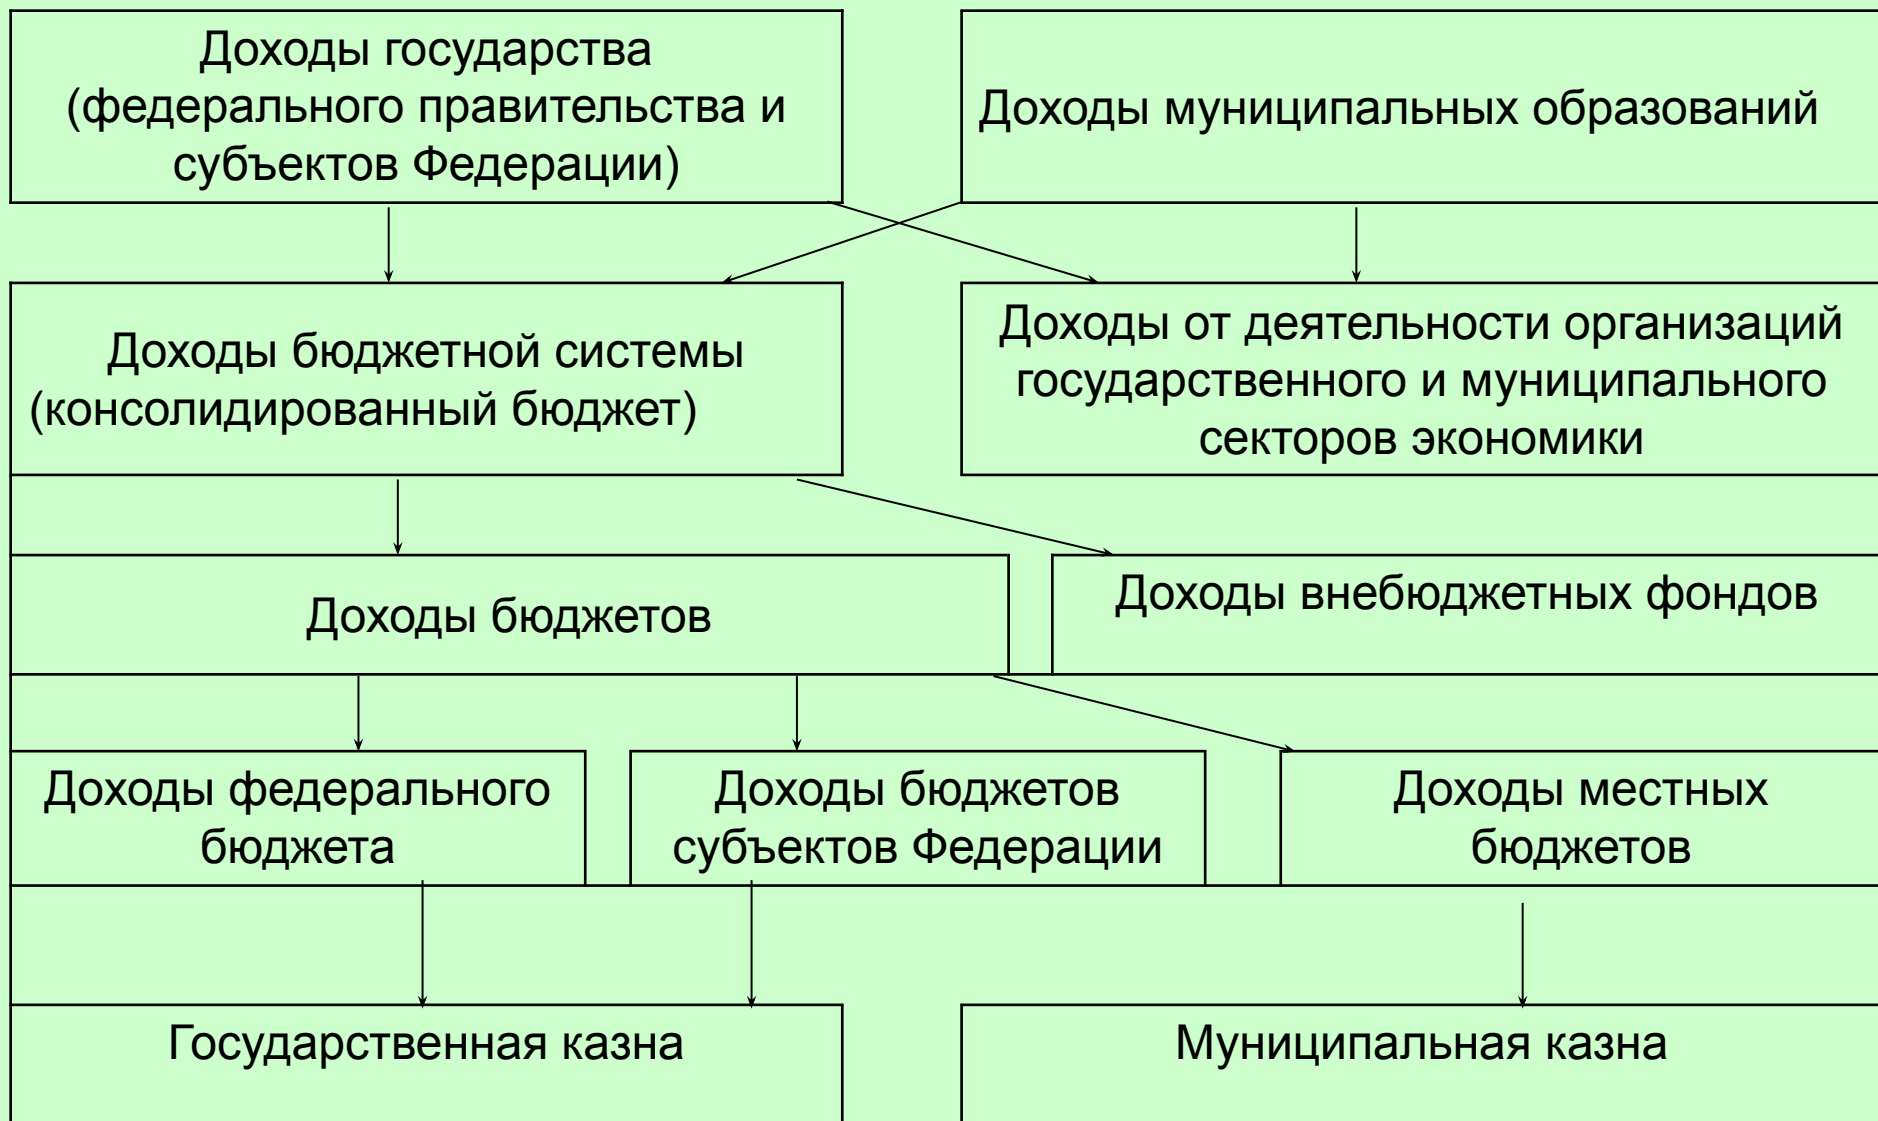 Доходы государства
(федерального правительства и
субъектов Федерации)
Доходы муниципальных образований
Доходы бюджетной системы
(консолидированный бюджет)
Доходы от деятельности организаций
государственного и муниципального
секторов экономики
Доходы бюджетов
Доходы внебюджетных фондов
Доходы федерального
бюджета
Доходы бюджетов
субъектов Федерации
Доходы местных
бюджетов
Государственная казна
Муниципальная казна